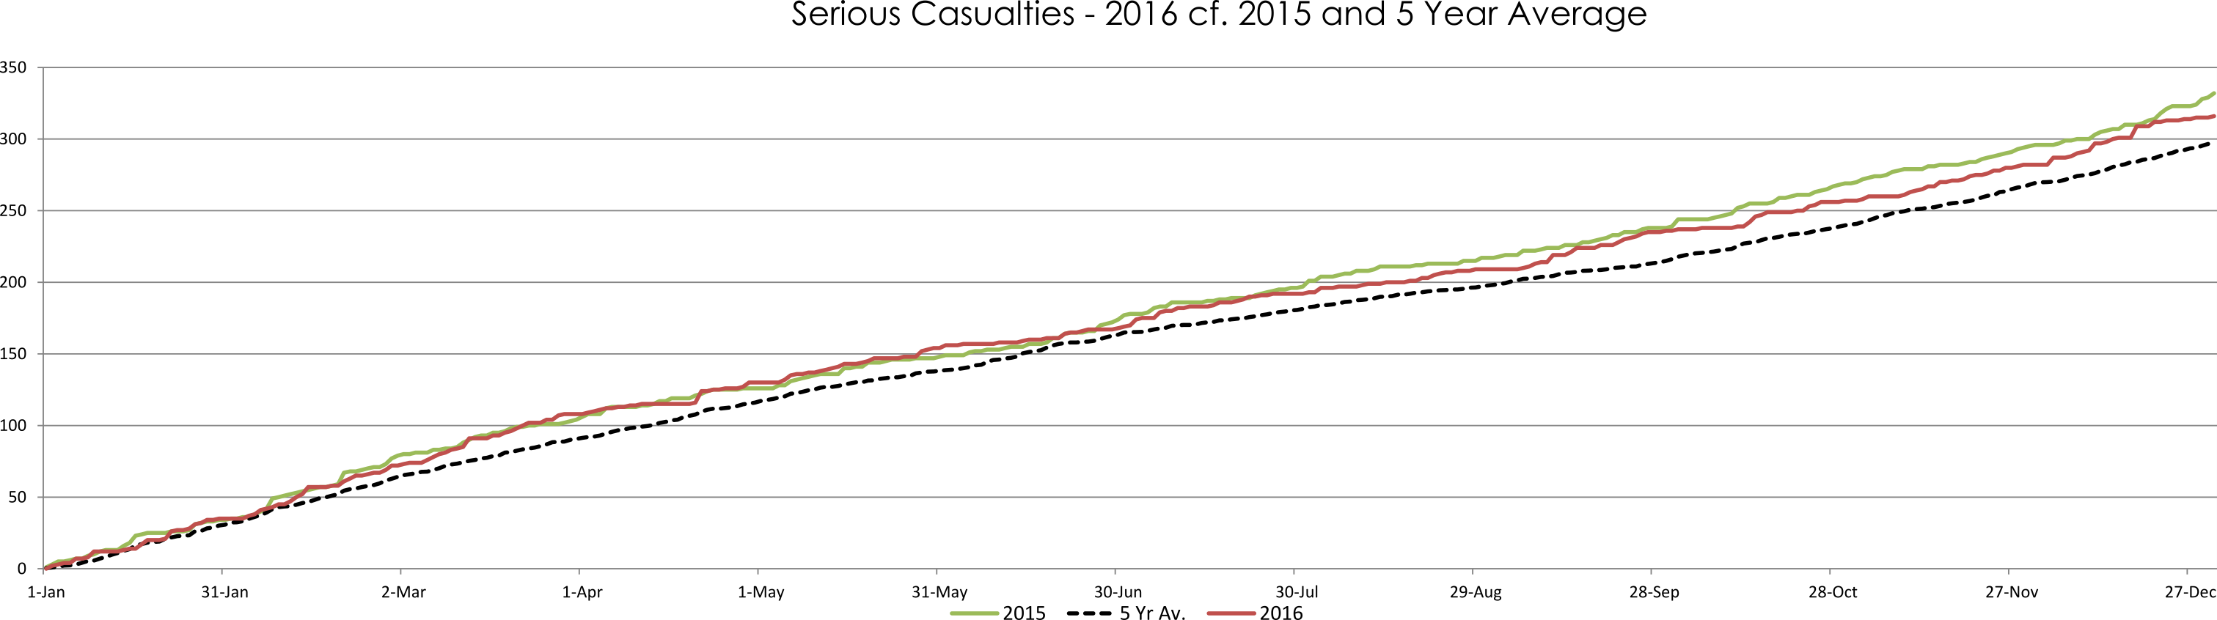 Serious Casualties - 2016 cf. 2015 and 5 Year Average
350
300
250
200
150
100
50
0
1-Jan 31-Jan 2-Mar 1-Apr 1-May 31-May 30-Jun 30-Jul 29-Aug 28-Sep 28-Oct 27-Nov 27-Dec
2015 5 Yr Av. 2016